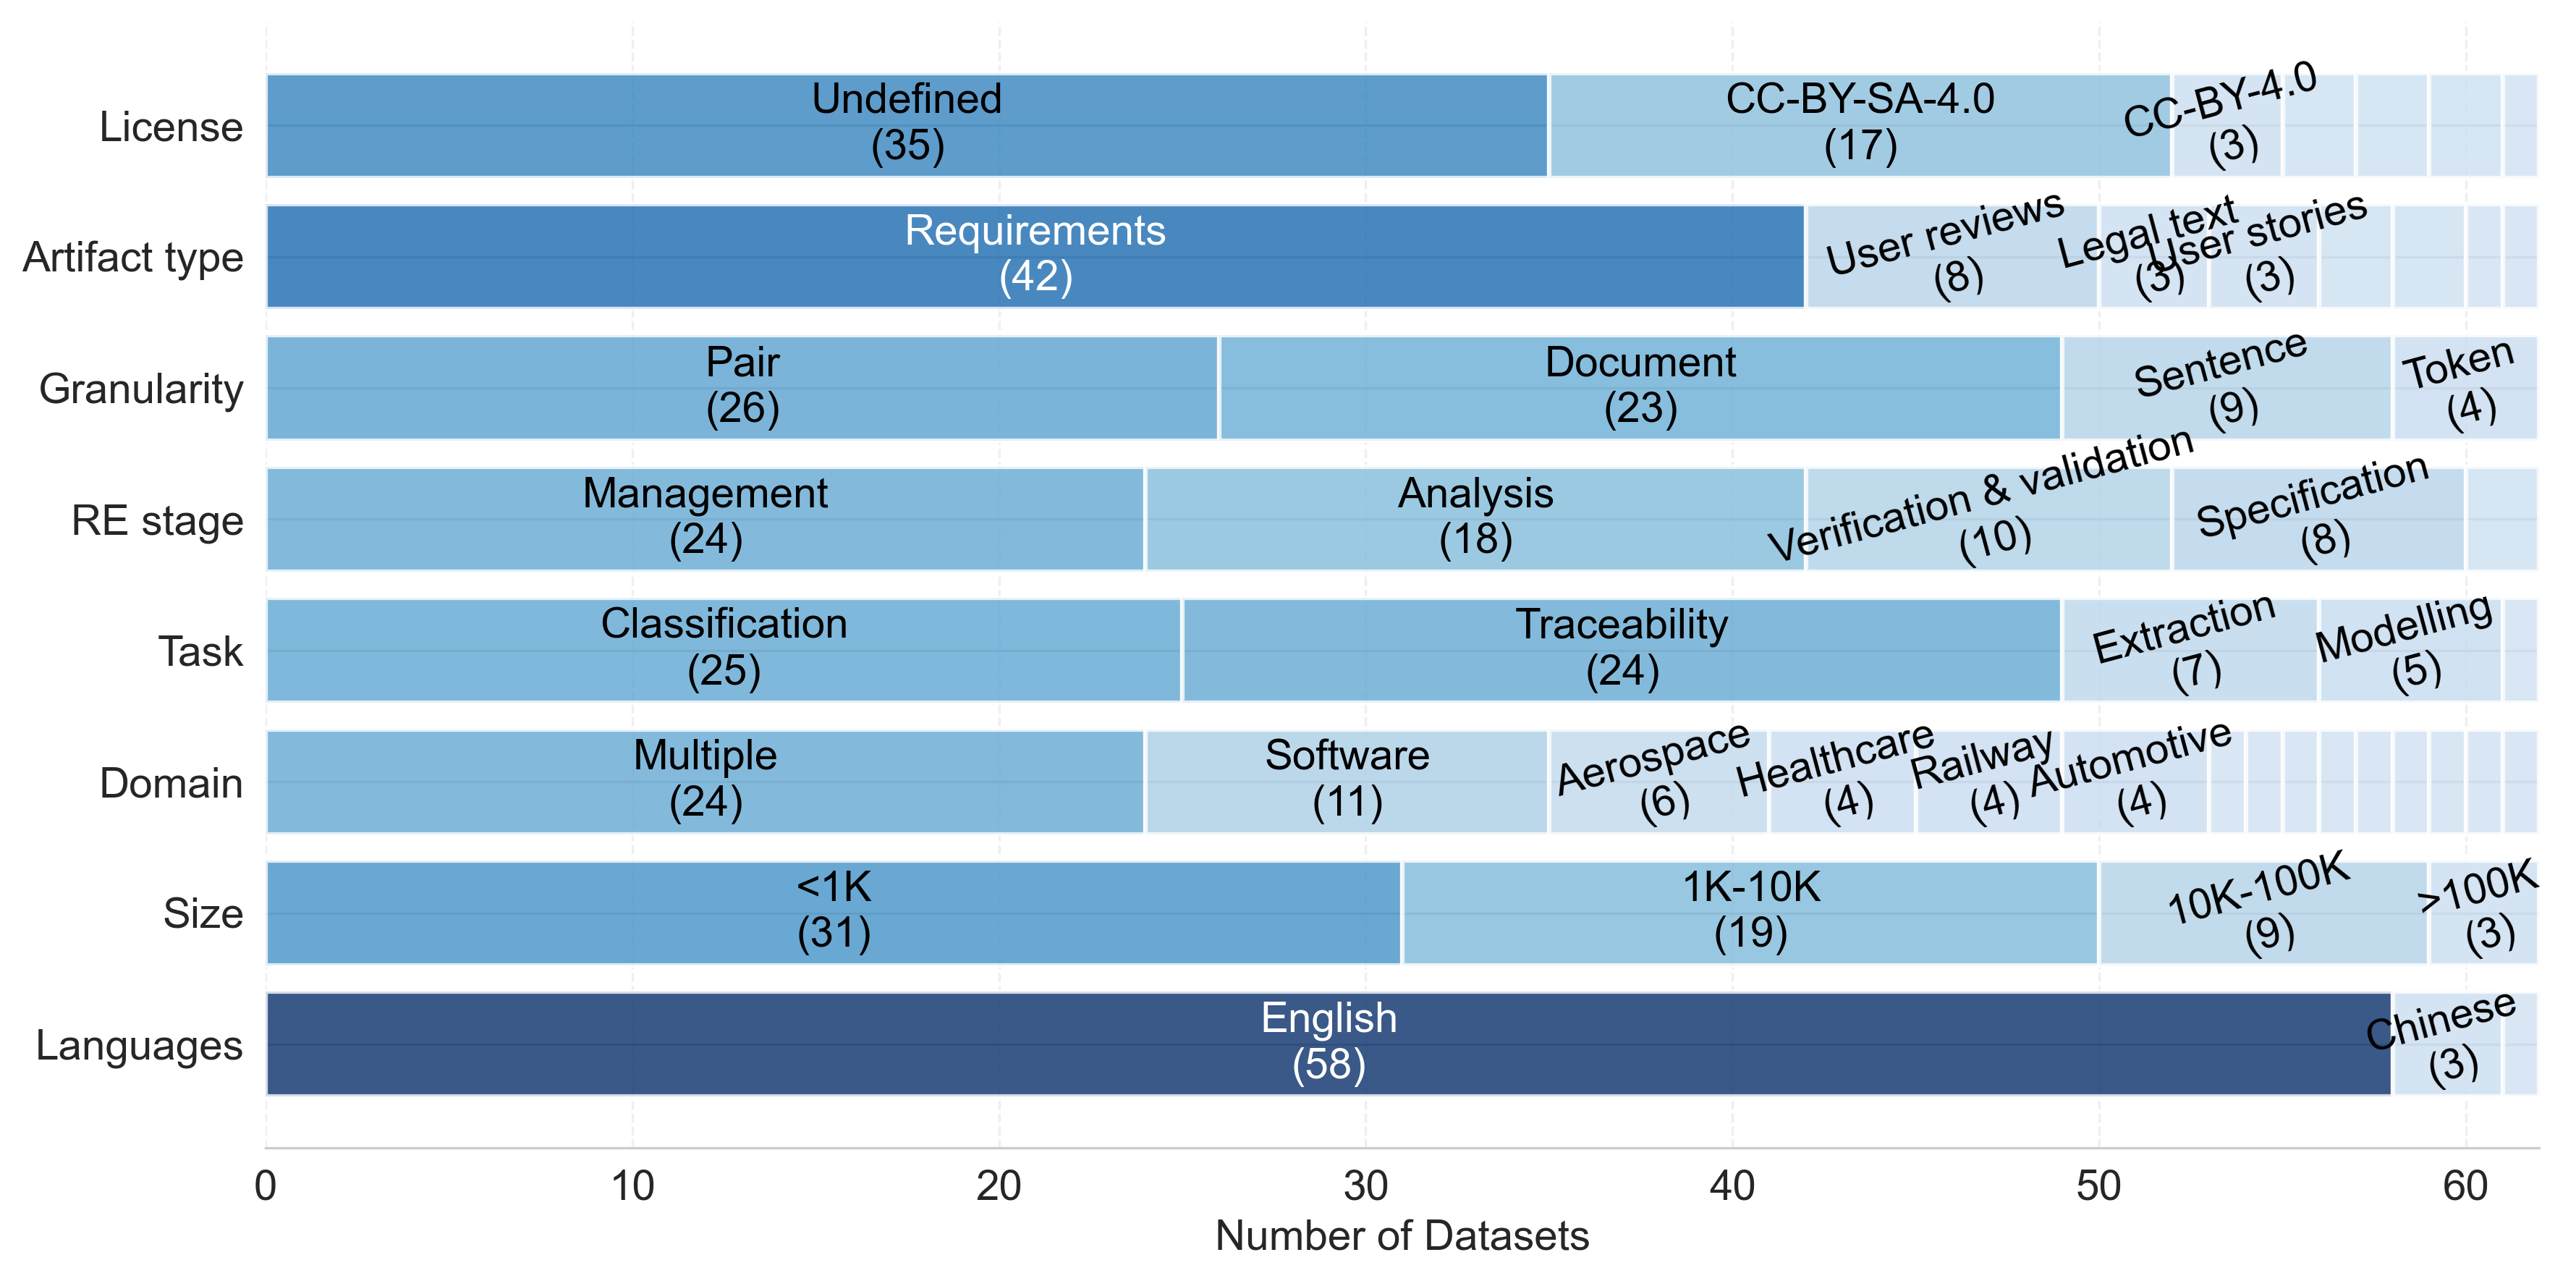 License
Undefined
(35)
CC-BY-SA-4.0
(17)
CC-BY-4.0
(3)
Artifact type
Requirements
(42)
User reviews
(8)
Legal text
(3)
User stories
(3)
Granularity
Pair
(26)
Document
(23)
Sentence
(9)
Token
(4)
RE stage
Management
(24)
Analysis
(18)
Verification & validation
(10)
Specification
(8)
Task
Classification
(25)
Traceability
(24)
Extraction
(7)
Modelling
(5)
Domain
Multiple
(24)
Software
(11)
Aerospace
(6)
Healthcare
(4)
Railway
(4)
Automotive
(4)
Size
<1K
(31)
1K-10K
(19)
10K-100K
(9)
>100K
(3)
Languages
English
(58)
Chinese
(3)
0 10 20 30 40 50 60
Number of Datasets